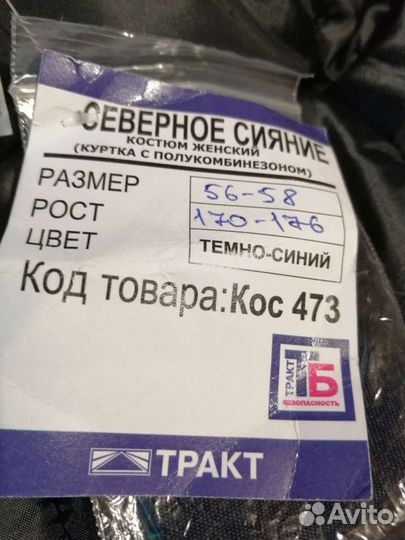 СЕВЕРНОЕ СИЯНИЕ
КОСТЮМ ЖЕНСКИЙ
(КУРТКА С ПОЛУКОМБИНЕЗОНОМ)
РАЗМЕР 56-58
РОСТ 170-176
ЦВЕТ ТЕМНО-СИНИЙ
Код товара:Кос 473
ТРАКТ
ТБ
БЕЗОПАСНОСТЬ
ТРАКТ
Avito